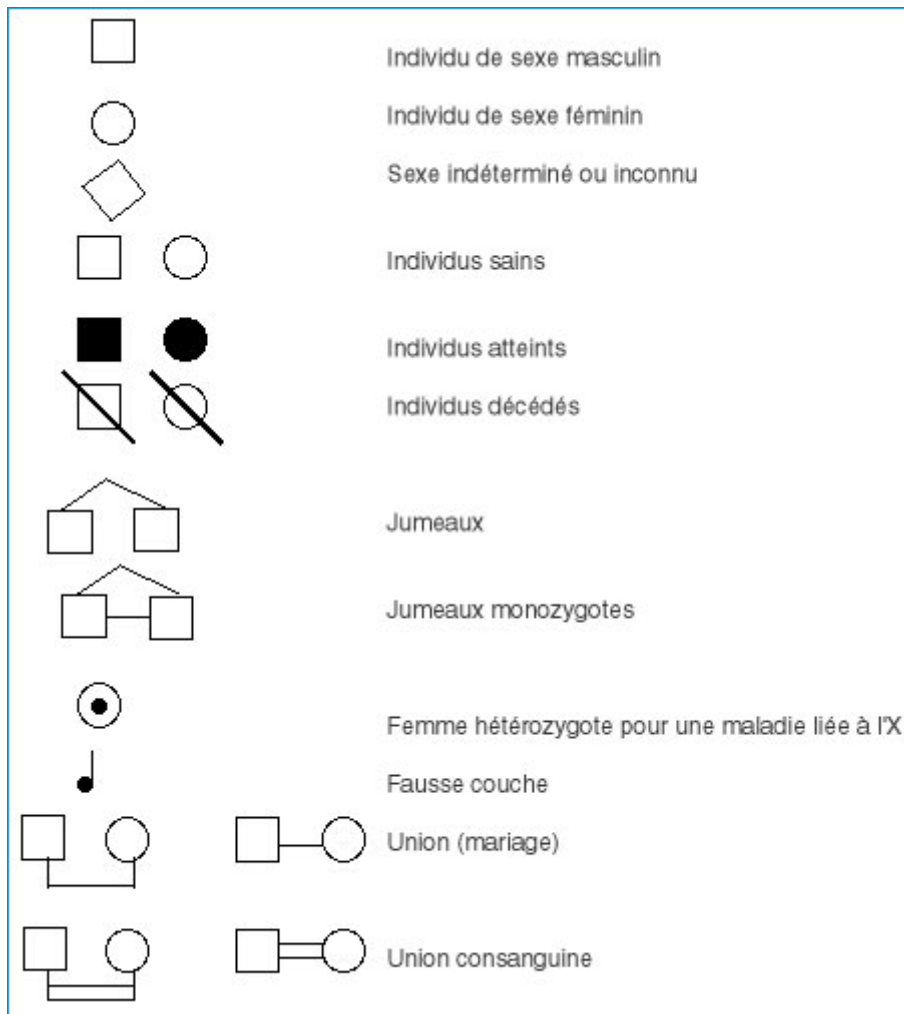 Individu de sexe masculin
Individu de sexe féminin
Sexe indéterminé ou inconnu
Individus sains
Individus atteints
Individus décédés
Jumeaux
Jumeaux monozygotes
Femme hétérozygote pour une maladie liée à l'X
Fausse couche
Union (mariage)
Union consanguine